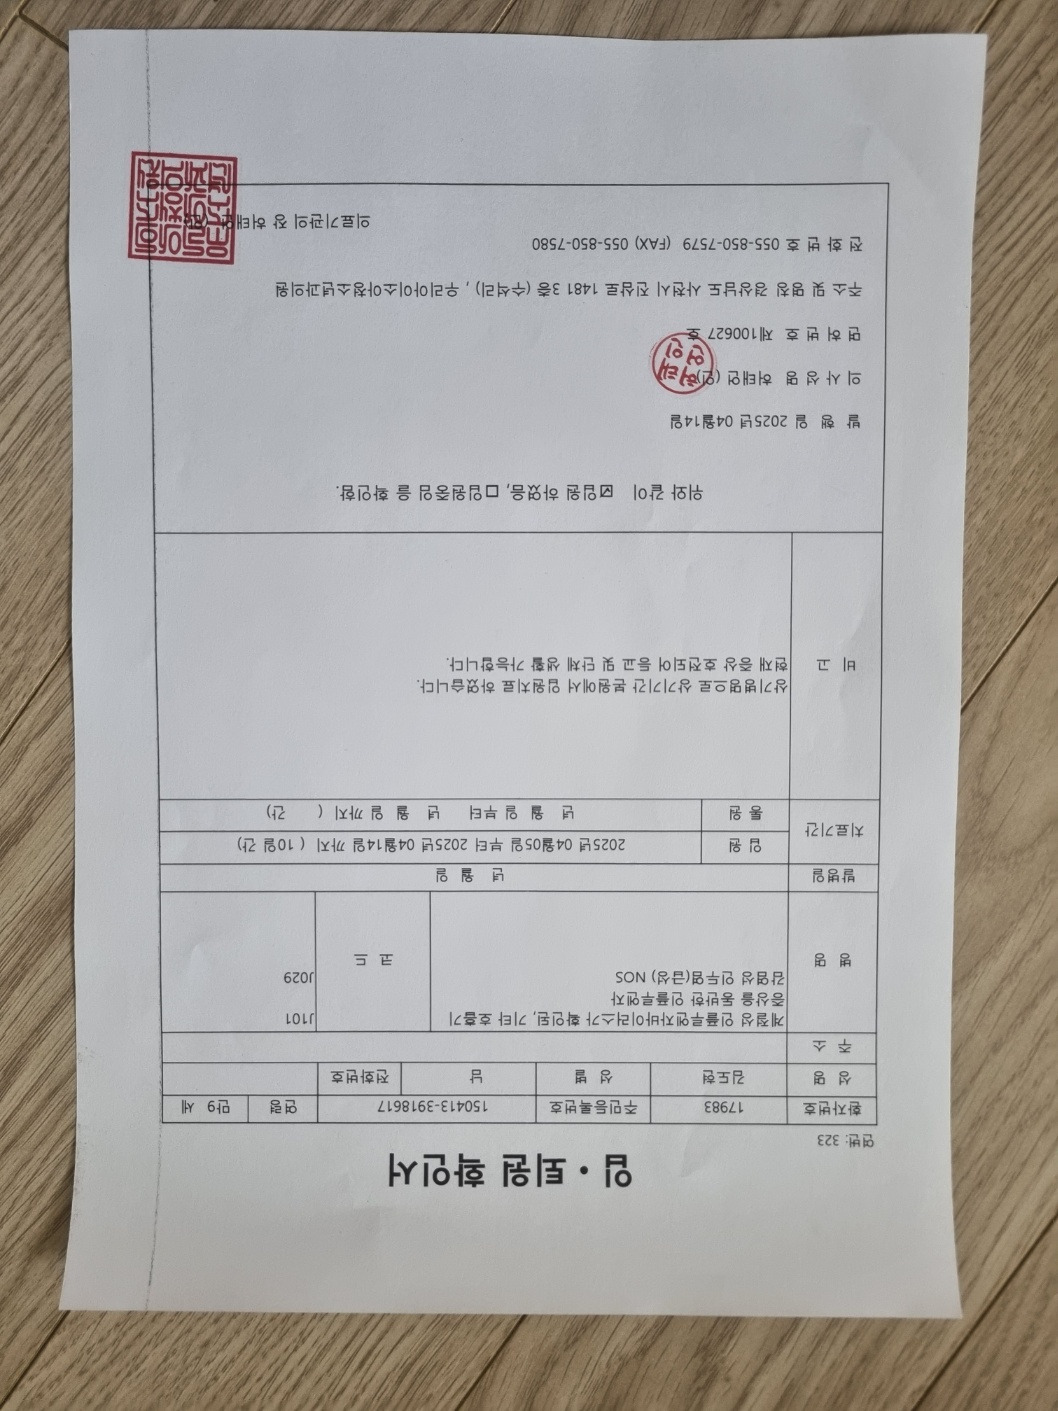 연번: 323
입 · 퇴원 확인서
환자번호 17983 주민등록번호 150413-3918617 연령 만9 세
성 명 김도현 성 별 남 전화번호
주 소
병 명 계절성 인플루엔자바이러스가 확인된, 기타 호흡기
증상을 동반한 인플루엔자
감염성 인두염(급성) NOS
코 드
J101
J029
발병일 년 월 일
치료기간
입 원 2025년 04월05일 부터 2025년 04월14일 까지 ( 10일 간)
통 원 년 월 일 부터 년 월 일 까지 ( 간)
비 고
상기병명으로 상기기간 본원에서 입원치료 하였습니다.
현재 증상 호전되어 등교 및 단체 생활 가능합니다.
위와 같이 ☑입원 하였음, □입원중임 을 확인함.
발 행 일 2025년 04월14일
의 사 성 명 허태언 (인)
면 허 번 호 제100627 호
주소 및 명칭 경상남도 사천시 진삼로 1481 3층 (수석리) , 우리아이소아청소년과의원
전 화 번 호 055-850-7579 (FAX) 055-850-7580
의료기관의 장 허태언